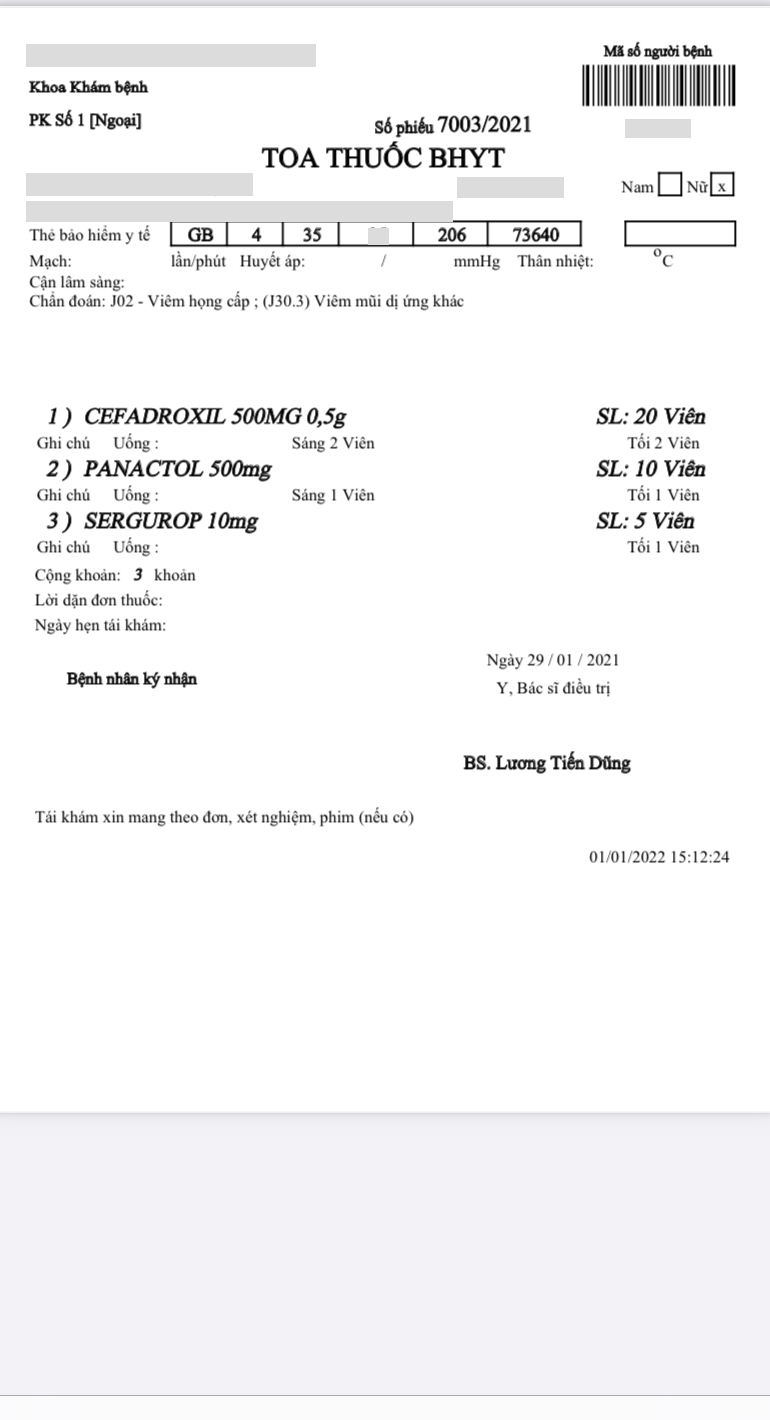 Mã số người bệnh
Khoa Khám bệnh
PK Số 1 [Ngoại]
Số phiếu 7003/2021
TOA THUỐC BHYT
Nam Nữ x
Thẻ bảo hiểm y tế GB 4 35 206 73640
Mạch: lần/phút Huyết áp: / mmHg Thân nhiệt: °C
Cận lâm sàng:
Chẩn đoán: J02 - Viêm họng cấp ; (J30.3) Viêm mũi dị ứng khác
1 ) CEFADROXIL 500MG 0,5g SL: 20 Viên
Ghi chú Uống : Sáng 2 Viên Tối 2 Viên
2 ) PANACTOL 500mg SL: 10 Viên
Ghi chú Uống : Sáng 1 Viên Tối 1 Viên
3 ) SERGUROP 10mg SL: 5 Viên
Ghi chú Uống : Tối 1 Viên
Cộng khoản: 3 khoản
Lời dặn đơn thuốc:
Ngày hẹn tái khám:
Ngày 29 / 01 / 2021
Bệnh nhân ký nhận
Y, Bác sĩ điều trị
BS. Lương Tiến Dũng
Tái khám xin mang theo đơn, xét nghiệm, phim (nếu có)
01/01/2022 15:12:24